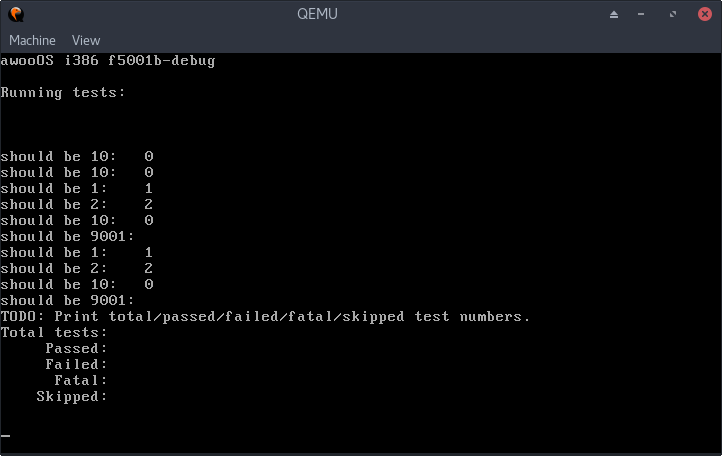 QEMU
Machine View
awooOS i386 f5001b-debug
Running tests:
should be 10: 0
should be 10: 0
should be 1: 1
should be 2: 2
should be 10: 0
should be 9001:
should be 1: 1
should be 2: 2
should be 10: 0
should be 9001:
TODO: Print total/passed/failed/fatal/skipped test numbers.
Total tests:
Passed:
Failed:
Fatal:
Skipped: